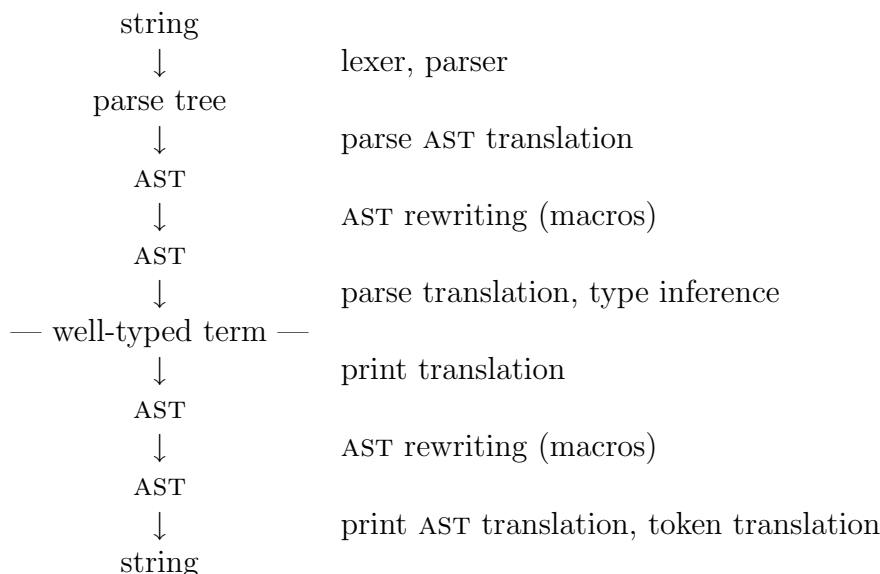 string
↓ lexer, parser
parse tree
↓ parse AST translation
AST
↓ AST rewriting (macros)
AST
↓ parse translation, type inference
— well-typed term —
↓ print translation
AST
↓ AST rewriting (macros)
AST
↓ print AST translation, token translation
string